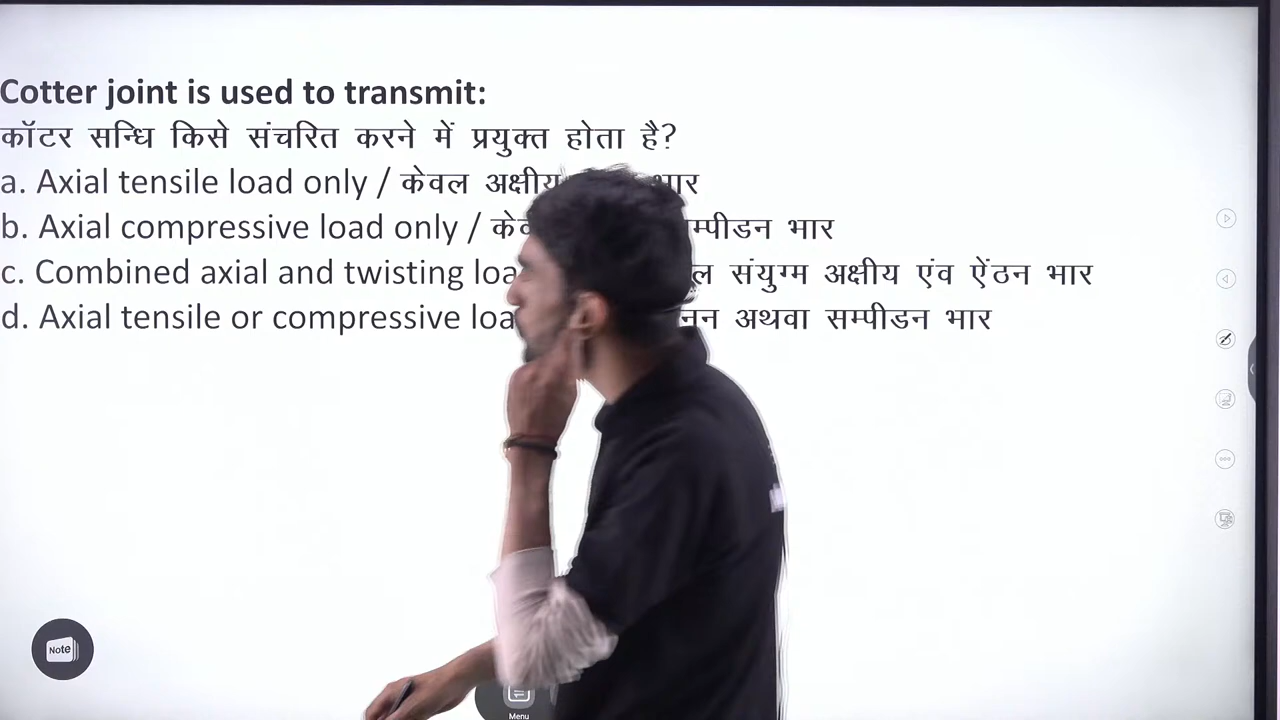 Cotter joint is used to transmit:
कॉटर सन्धि किसे संचरित करने में प्रयुक्त होता है?
a. Axial tensile load only / केवल अक्षीय भार
b. Axial compressive load only / सम्पीडन भार
c. Combined axial and twisting संयुग्म अक्षीय एंव ऐंठन भार
d. Axial tensile or compressive अथवा सम्पीडन भार
Note
Menu